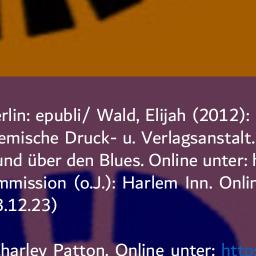 rlin: epubli/ Wald, Elijah (2012):
emische Druck- u. Verlagsanstalt.
und über den Blues. Online unter: h
mmission (o.J.): Harlem Inn. Onlin
3.12.23)
harley Patton. Online unter: http